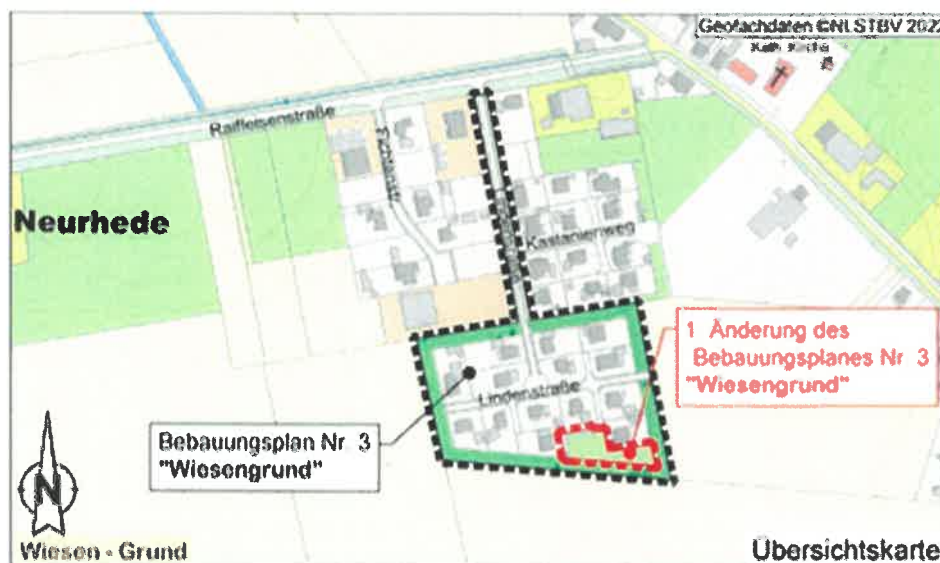 Geofachdaten ©NLSTBV 2022
Kath. Kirche
Raiffeisenstraße
Neurhede
Kastanienweg
1 Änderung des
Bebauungsplanes Nr 3
"Wiesengrund"
Lindenstraße
Bebauungsplan Nr 3
"Wiesengrund"
N
Wiesen - Grund
Übersichtskarte